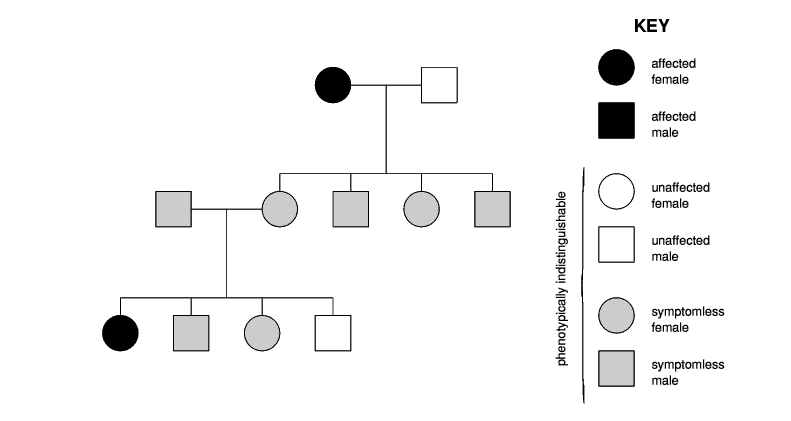 KEY
affected
female
affected
male
unaffected
female
unaffected
male
phenotypically indistinguishable
symptomless
female
symptomless
male